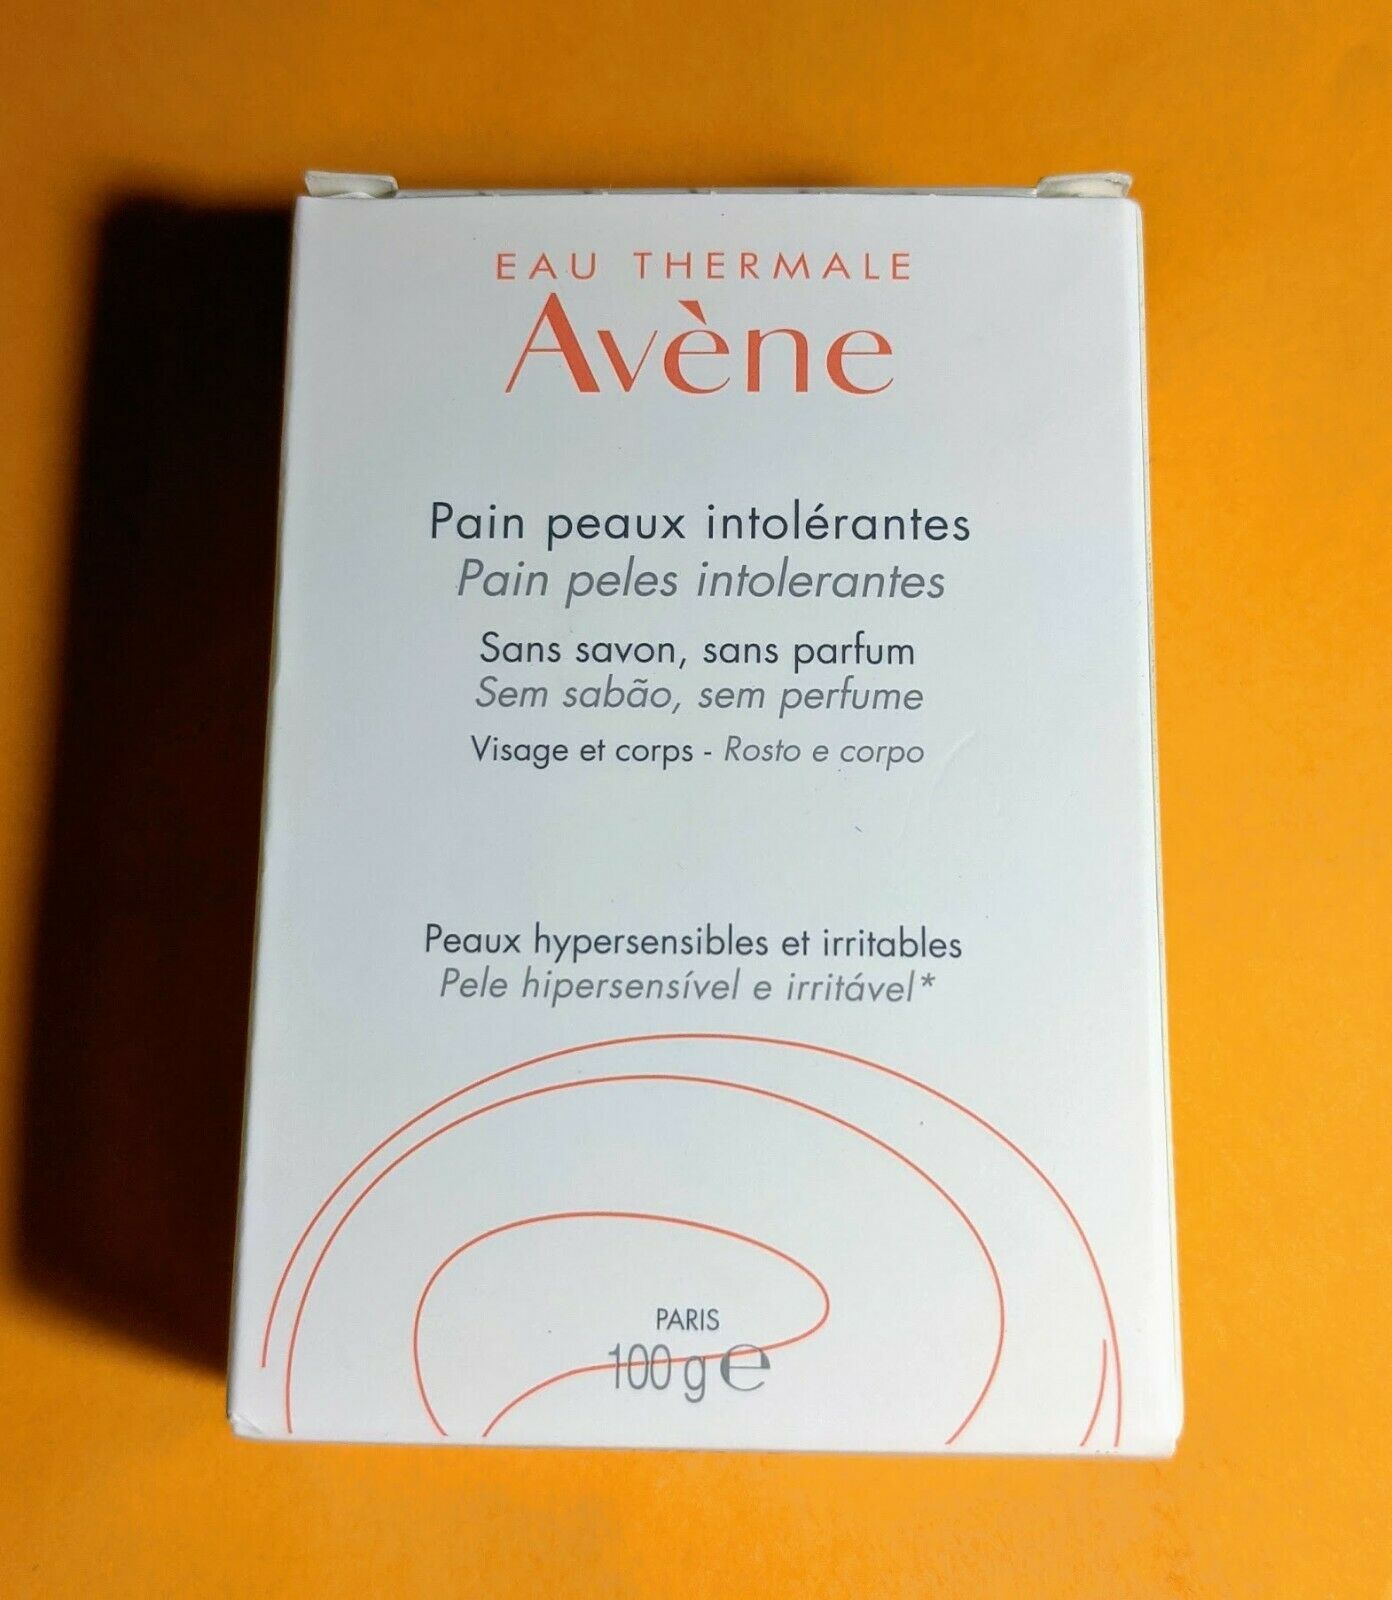 EAU THERMALE
Avène
Pain peaux intolérantes
Pain peles intolerantes
Sans savon, sans parfum
Sem sabão, sem perfume
Visage et corps - Rosto e corpo
Peaux hypersensibles et irritables
Pele hipersensível e irritável*
PARIS
100 g ℮